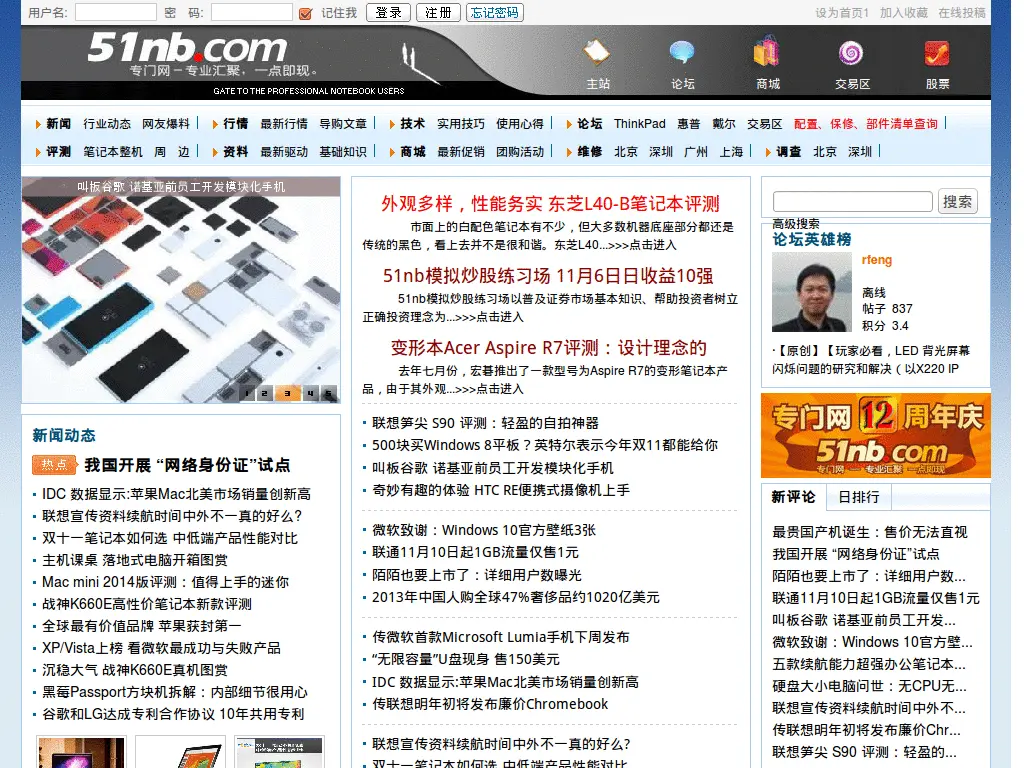 用户名:
密 码:
记住我
登录
注册
忘记密码
设为首页1 加入收藏 在线投稿
51nb.com
专门网－专业汇聚，一点即现。
GATE TO THE PROFESSIONAL NOTEBOOK USERS
主站
论坛
商城
交易区
股票
新闻 行业动态 网友爆料
行情 最新行情 导购文章
技术 实用技巧 使用心得
论坛 ThinkPad 惠普 戴尔 交易区 配置、保修、部件清单查询
评测 笔记本整机 周 边
资料 最新驱动 基础知识
商城 最新促销 团购活动
维修 北京 深圳 广州 上海
调查 北京 深圳
叫板谷歌 诺基亚前员工开发模块化手机
1 2 3 4 5
新闻动态
热点 我国开展 “网络身份证”试点
IDC 数据显示:苹果Mac北美市场销量创新高
联想宣传资料续航时间中外不一真的好么?
双十一笔记本如何选 中低端产品性能对比
主机课桌 落地式电脑开箱图赏
Mac mini 2014版评测：值得上手的迷你
战神K660E高性价笔记本新款评测
全球最有价值品牌 苹果获封第一
XP/Vista上榜 看微软最成功与失败产品
沉稳大气 战神K660E真机图赏
黑莓Passport方块机拆解：内部细节很用心
谷歌和LG达成专利合作协议 10年共用专利
外观多样，性能务实 东芝L40-B笔记本评测
市面上的白配色笔记本有不少，但大多数机器底座部分都还是
传统的黑色，看上去并不是很和谐。东芝L40...>>>点击进入
51nb模拟炒股练习场 11月6日日收益10强
51nb模拟炒股练习场以普及证券市场基本知识、帮助投资者树立
正确投资理念为...>>>点击进入
变形本Acer Aspire R7评测：设计理念的
去年七月份，宏碁推出了一款型号为Aspire R7的变形笔记本产
品，由于其外观...>>>点击进入
联想笋尖 S90 评测：轻盈的自拍神器
500块买Windows 8平板？英特尔表示今年双11都能给你
叫板谷歌 诺基亚前员工开发模块化手机
奇妙有趣的体验 HTC RE便携式摄像机上手
微软致谢：Windows 10官方壁纸3张
联通11月10日起1GB流量仅售1元
陌陌也要上市了：详细用户数曝光
2013年中国人购全球47%奢侈品约1020亿美元
传微软首款Microsoft Lumia手机下周发布
“无限容量”U盘现身 售150美元
IDC 数据显示:苹果Mac北美市场销量创新高
传联想明年初将发布廉价Chromebook
联想宣传资料续航时间中外不一真的好么?
双十一笔记本如何选 中低端产品性能对比
搜索
高级搜索
论坛英雄榜
rfeng
离线
帖子 837
积分 3.4
·【原创】【玩家必看，LED 背光屏幕
闪烁问题的研究和解决（以X220 IP
专门网12周年庆
51nb.com
专门网－专业汇聚 一点即现
新评论 日排行
最贵国产机诞生：售价无法直视
我国开展 “网络身份证”试点
陌陌也要上市了：详细用户数...
联通11月10日起1GB流量仅售1元
叫板谷歌 诺基亚前员工开发...
微软致谢：Windows 10官方壁...
五款续航能力超强办公笔记本...
硬盘大小电脑问世：无CPU无...
联想宣传资料续航时间中外不...
传联想明年初将发布廉价Chr...
联想笋尖 S90 评测：轻盈的...